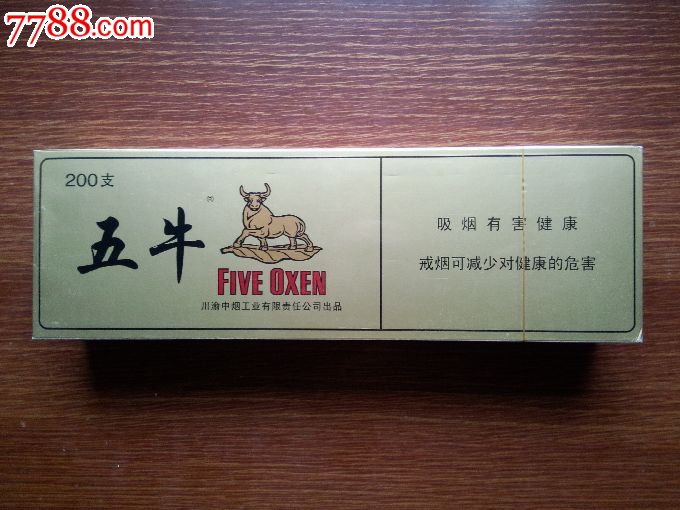 7788.com
200支
五牛
FIVE OXEN
川渝中烟工业有限责任公司出品
吸烟有害健康
戒烟可减少对健康的危害